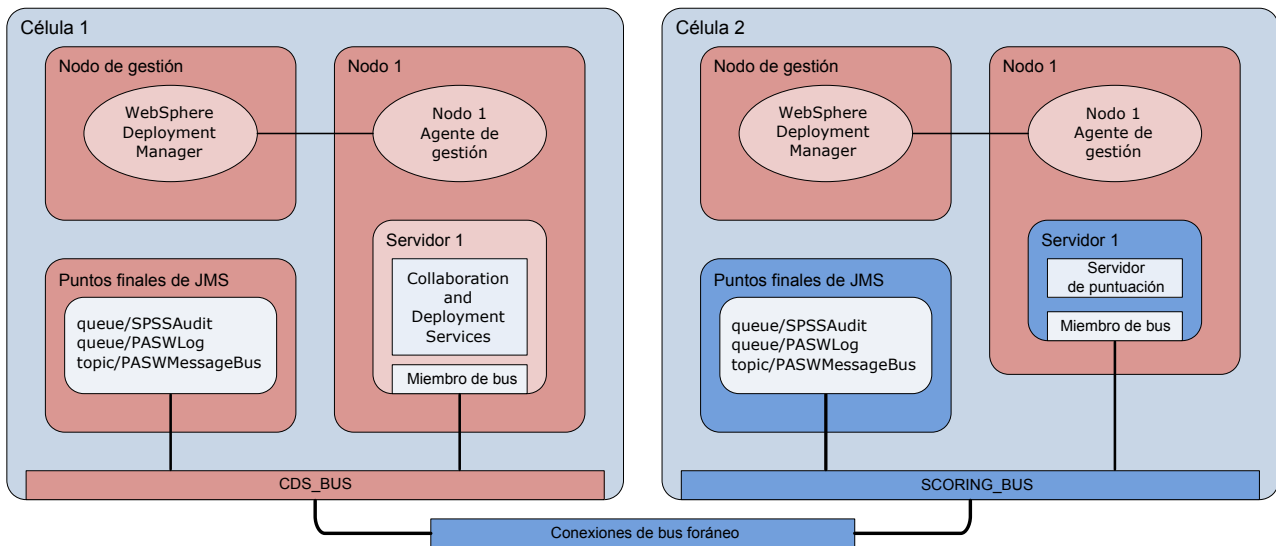 Célula 1
Nodo de gestión
WebSphere
Deployment
Manager
Nodo 1
Nodo 1
Agente de
gestión
Servidor 1
Collaboration
and
Deployment
Services
Miembro de bus
Puntos finales de JMS
queue/SPSSAudit
queue/PASWLog
topic/PASWMessageBus
CDS_BUS
Célula 2
Nodo de gestión
WebSphere
Deployment
Manager
Nodo 1
Nodo 1
Agente de
gestión
Servidor 1
Servidor
de puntuación
Miembro de bus
Puntos finales de JMS
queue/SPSSAudit
queue/PASWLog
topic/PASWMessageBus
SCORING_BUS
Conexiones de bus foráneo